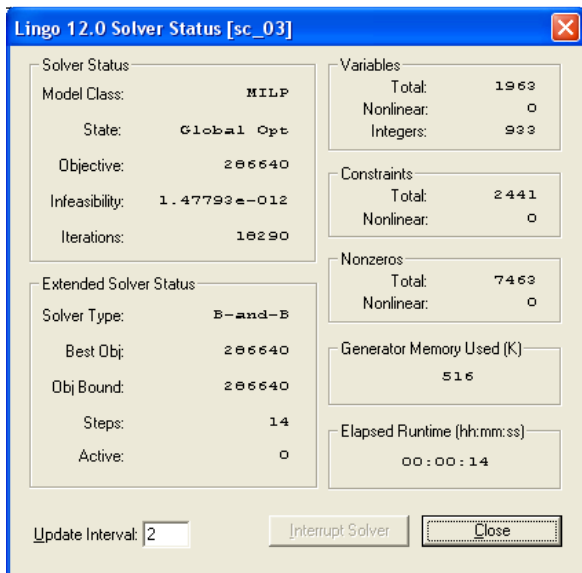 Lingo 12.0 Solver Status [sc_03]
Solver Status
Model Class: MILP
State: Global Opt
Objective: 286640
Infeasibility: 1.47793e-012
Iterations: 18290
Extended Solver Status
Solver Type: B-and-B
Best Obj: 286640
Obj Bound: 286640
Steps: 14
Active: 0
Variables
Total: 1963
Nonlinear: 0
Integers: 933
Constraints
Total: 2441
Nonlinear: 0
Nonzeros
Total: 7463
Nonlinear: 0
Generator Memory Used (K)
516
Elapsed Runtime (hh:mm:ss)
00:00:14
Update Interval: 2
Interrupt Solver
Close